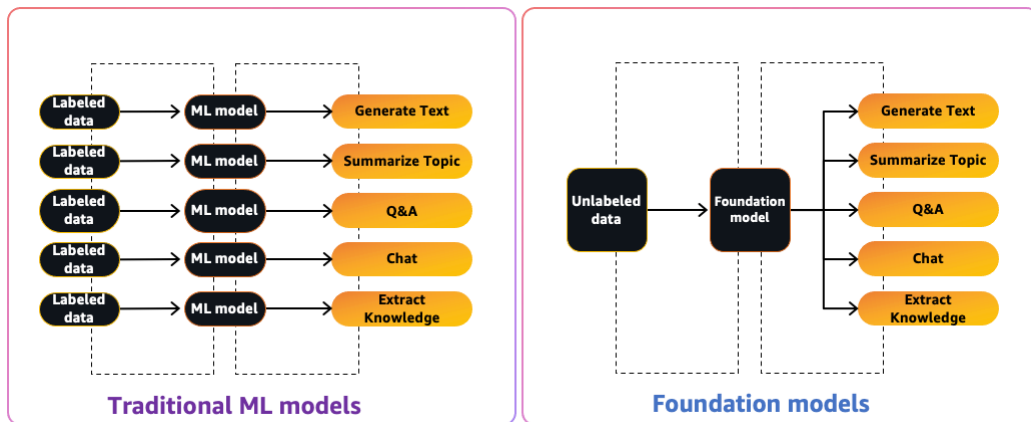 Labeled
data
ML model
Generate Text
Labeled
data
ML model
Summarize Topic
Labeled
data
ML model
Q&A
Labeled
data
ML model
Chat
Labeled
data
ML model
Extract
Knowledge
Traditional ML models
Unlabeled
data
Foundation
model
Generate Text
Summarize Topic
Q&A
Chat
Extract
Knowledge
Foundation models